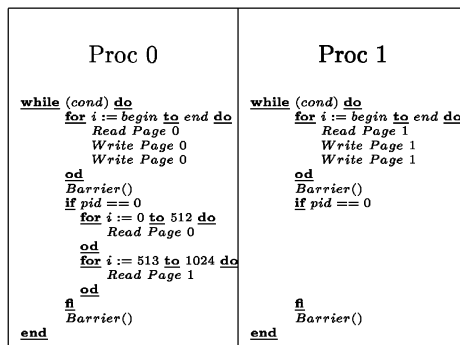 Proc 0
while (cond) do
for i := begin to end do
Read Page 0
Write Page 0
Write Page 0
od
Barrier()
if pid == 0
for i := 0 to 512 do
Read Page 0
od
for i := 513 to 1024 do
Read Page 1
od
fi
Barrier()
end
Proc 1
while (cond) do
for i := begin to end do
Read Page 1
Write Page 1
Write Page 1
od
Barrier()
if pid == 0
fi
Barrier()
end